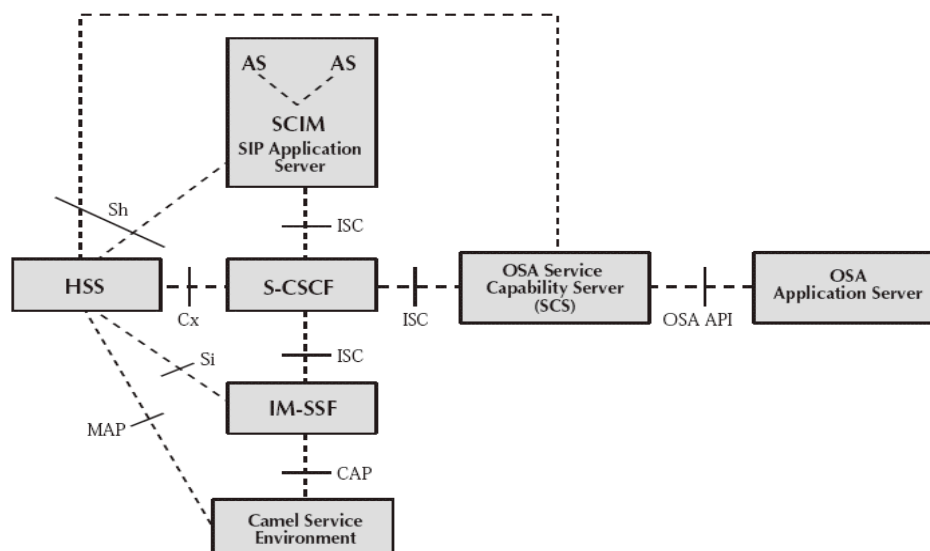 AS AS
SCIM
SIP Application
Server
Sh
ISC
HSS
S-CSCF
OSA Service
Capability Server
(SCS)
OSA
Application Server
Cx
ISC
OSA API
ISC
Si
IM-SSF
MAP
CAP
Camel Service
Environment